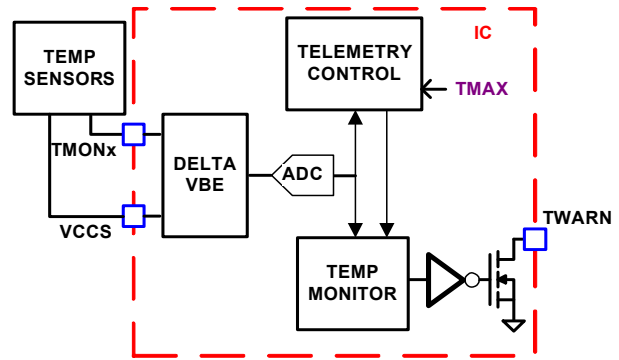 IC
TEMP
SENSORS
TELEMETRY
CONTROL
TMAX
TMONx
DELTA
VBE
ADC
VCCS
TWARN
TEMP
MONITOR